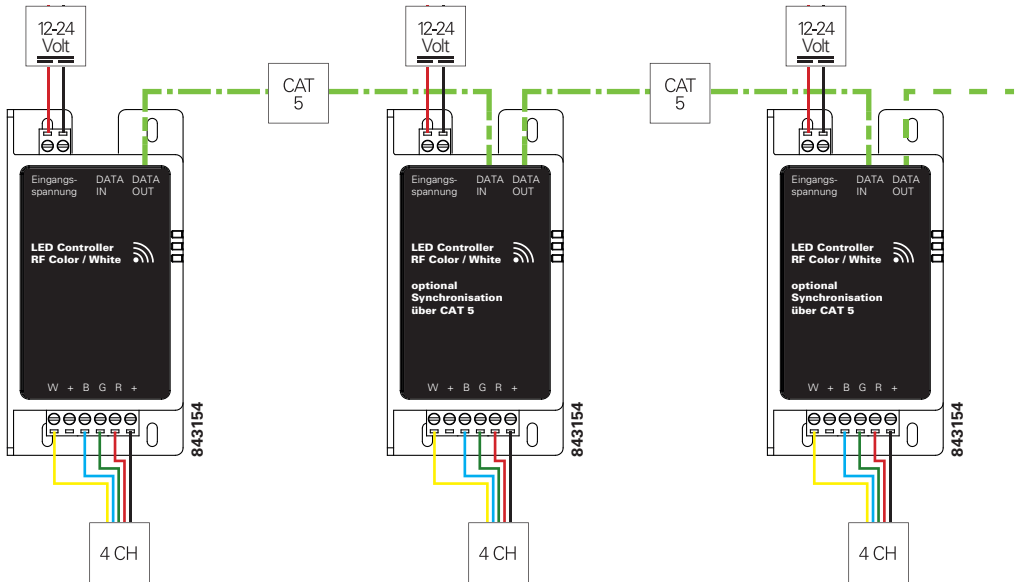 12-24
Volt
12-24
Volt
12-24
Volt
CAT
5
CAT
5
Eingangs-
spannung
DATA
IN
DATA
OUT
LED Controller
RF Color / White
W + B G R +
843154
4 CH
Eingangs-
spannung
DATA
IN
DATA
OUT
LED Controller
RF Color / White
optional
Synchronisation
über CAT 5
W + B G R +
843154
4 CH
Eingangs-
spannung
DATA
IN
DATA
OUT
LED Controller
RF Color / White
optional
Synchronisation
über CAT 5
W + B G R +
843154
4 CH